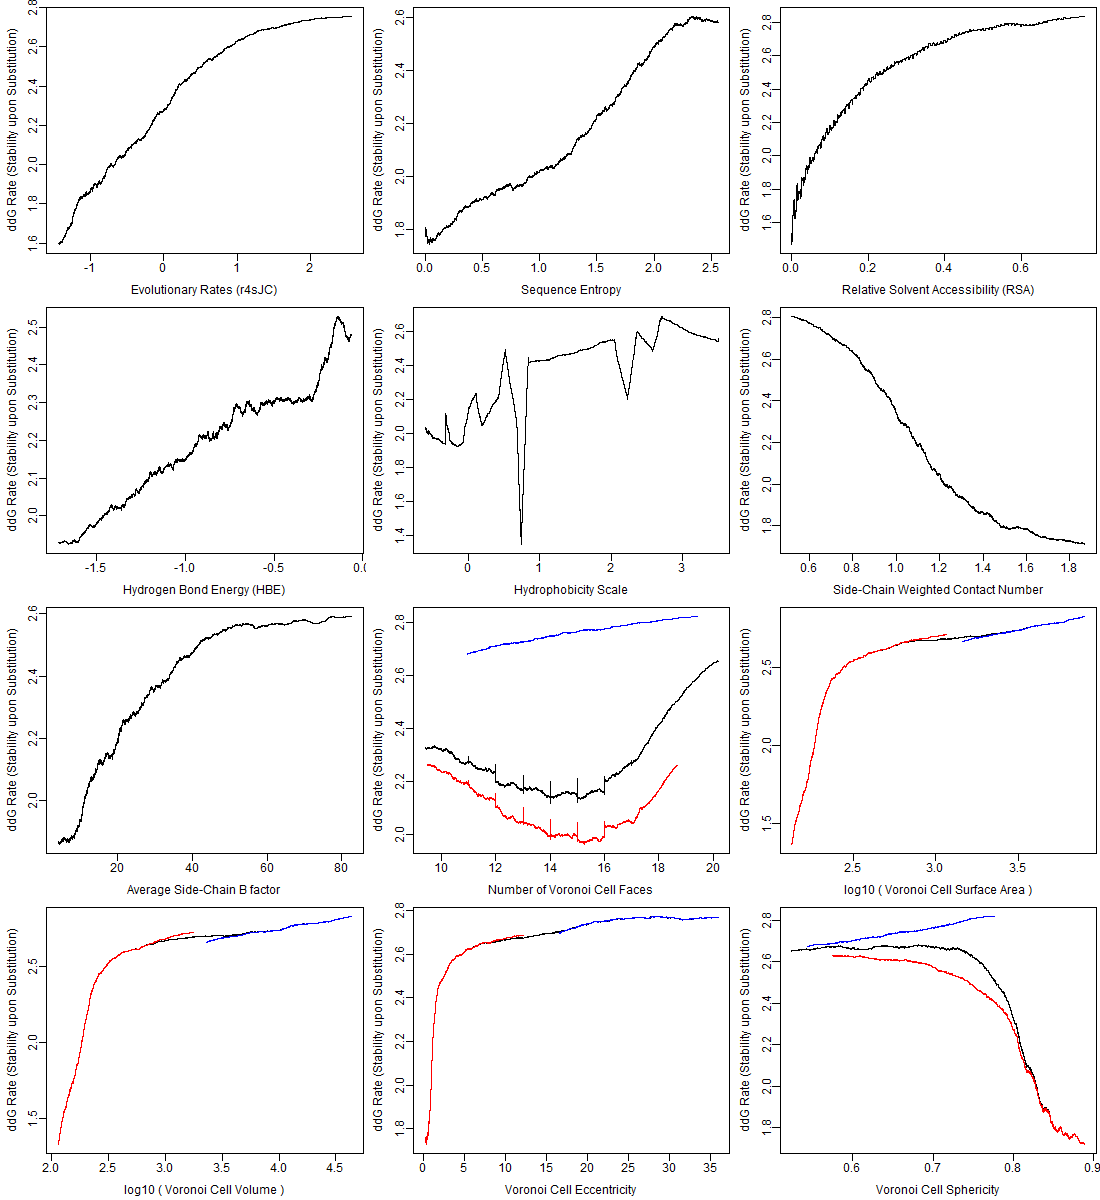 ddG Rate (Stability upon Substitution)
1.6 1.8 2.0 2.2 2.4 2.6 2.8
-1 0 1 2
Evolutionary Rates (r4sJC)
ddG Rate (Stability upon Substitution)
1.8 2.0 2.2 2.4 2.6
0.0 0.5 1.0 1.5 2.0 2.5
Sequence Entropy
ddG Rate (Stability upon Substitution)
1.6 1.8 2.0 2.2 2.4 2.6 2.8
0.0 0.2 0.4 0.6
Relative Solvent Accessibility (RSA)
ddG Rate (Stability upon Substitution)
2.0 2.1 2.2 2.3 2.4 2.5
-1.5 -1.0 -0.5 0.0
Hydrogen Bond Energy (HBE)
ddG Rate (Stability upon Substitution)
1.4 1.6 1.8 2.0 2.2 2.4 2.6
0 1 2 3
Hydrophobicity Scale
ddG Rate (Stability upon Substitution)
1.8 2.0 2.2 2.4 2.6 2.8
0.6 0.8 1.0 1.2 1.4 1.6 1.8
Side-Chain Weighted Contact Number
ddG Rate (Stability upon Substitution)
2.0 2.2 2.4 2.6
20 40 60 80
Average Side-Chain B factor
ddG Rate (Stability upon Substitution)
2.0 2.2 2.4 2.6 2.8
10 12 14 16 18 20
Number of Voronoi Cell Faces
ddG Rate (Stability upon Substitution)
1.5 2.0 2.5
2.5 3.0 3.5
log10 ( Voronoi Cell Surface Area )
ddG Rate (Stability upon Substitution)
1.5 2.0 2.5
2.0 2.5 3.0 3.5 4.0 4.5
log10 ( Voronoi Cell Volume )
ddG Rate (Stability upon Substitution)
1.8 2.0 2.2 2.4 2.6 2.8
0 5 10 15 20 25 30 35
Voronoi Cell Eccentricity
ddG Rate (Stability upon Substitution)
1.8 2.0 2.2 2.4 2.6 2.8
0.6 0.7 0.8 0.9
Voronoi Cell Sphericity